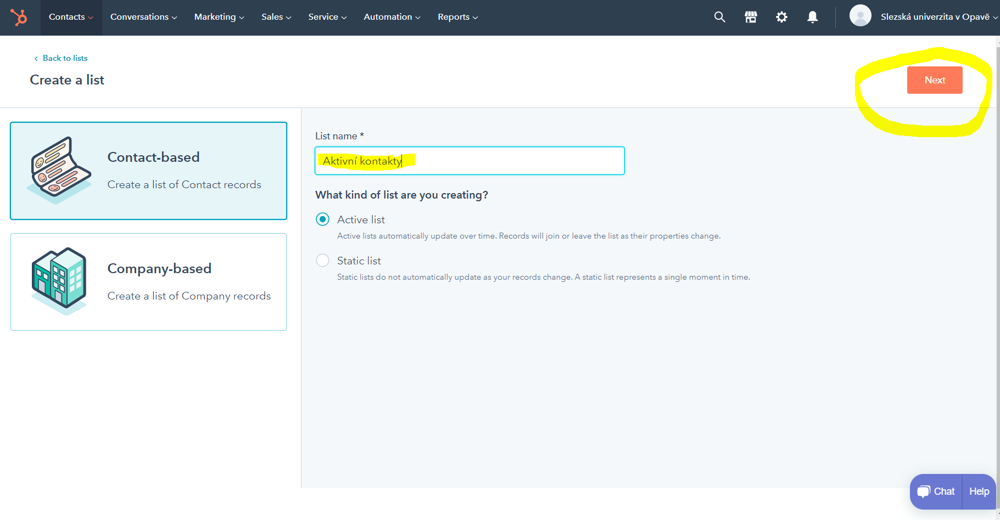 Contacts Conversations Marketing Sales Service Automation Reports Slezská univerzita v Opavě
Back to lists
Create a list
Next
Contact-based
Create a list of Contact records
Company-based
Create a list of Company records
List name *
Aktivní kontakty
What kind of list are you creating?
Active list
Active lists automatically update over time. Records will join or leave the list as their properties change.
Static list
Static lists do not automatically update as your records change. A static list represents a single moment in time.
Chat Help